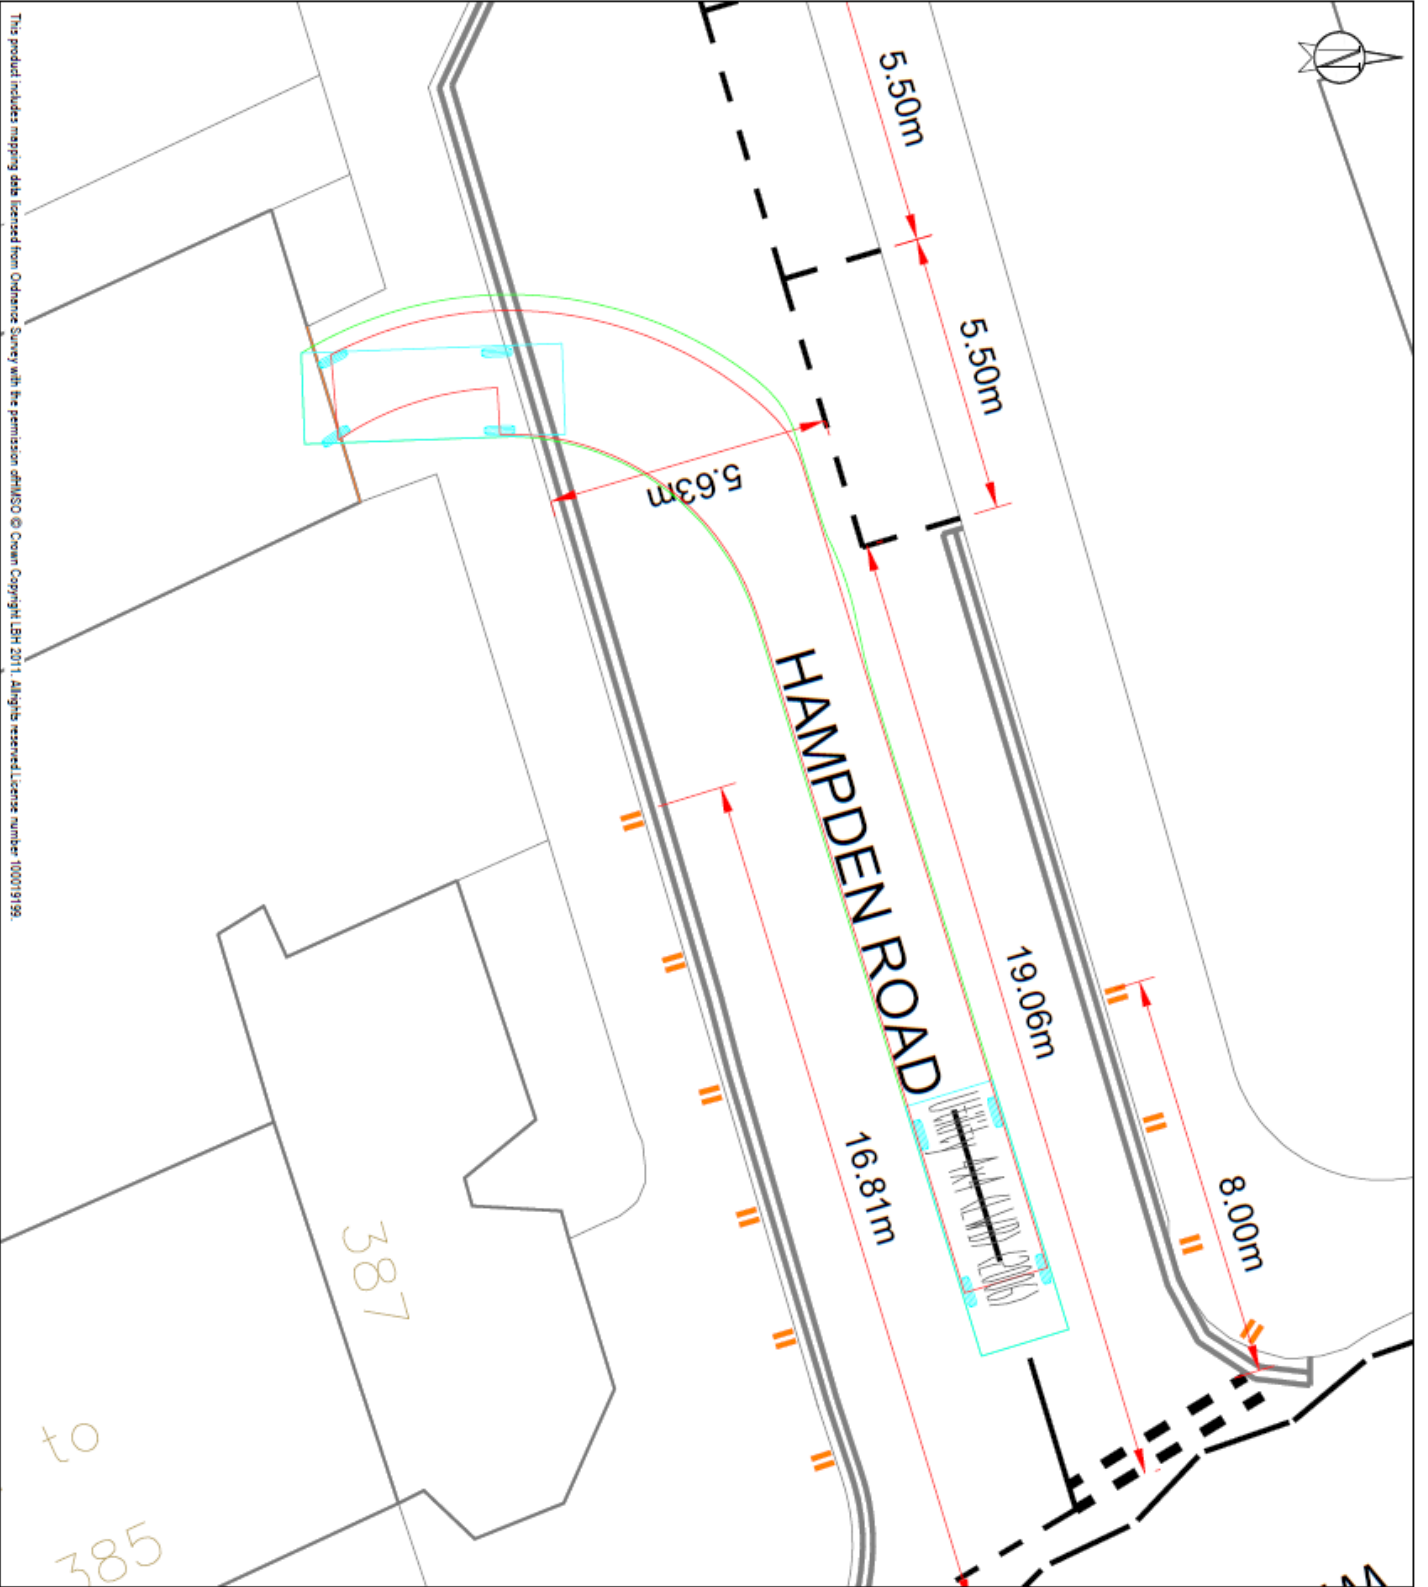 N
5.50m
5.50m
5.63m
HAMPDEN ROAD
19.06m
16.81m
8.00m
387
to
385
This product includes mapping data licensed from Ordnance Survey with the permission of HMSO © Crown Copyright LBH 2011. All rights reserved. License number 100019199.